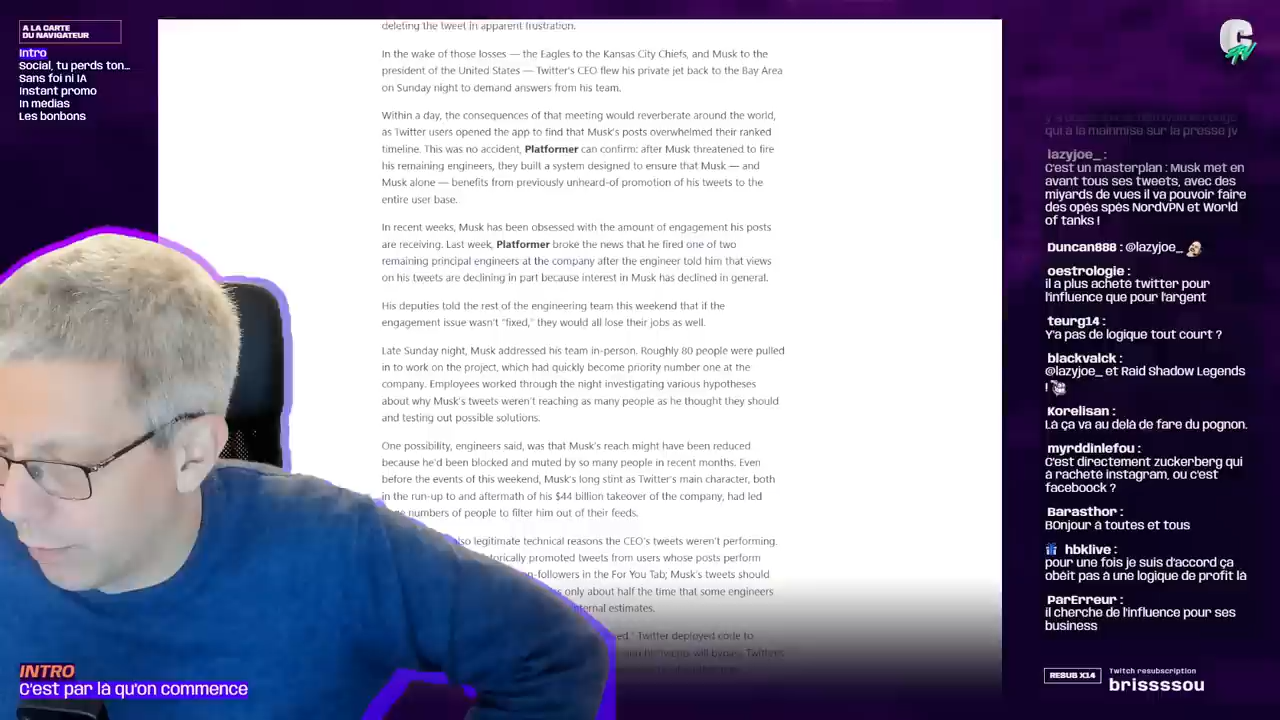 A LA CARTE
DU NAVIGATEUR
Intro
Social, tu perds ton...
Sans foi ni IA
Instant promo
In medias
Les bonbons
deleting the tweet in apparent frustration.
In the wake of those losses — the Eagles to the Kansas City Chiefs, and Musk to the
president of the United States — Twitter's CEO flew his private jet back to the Bay Area
on Sunday night to demand answers from his team.
Within a day, the consequences of that meeting would reverberate around the world,
as Twitter users opened the app to find that Musk's posts overwhelmed their ranked
timeline. This was no accident, Platformer can confirm: after Musk threatened to fire
his remaining engineers, they built a system designed to ensure that Musk — and
Musk alone — benefits from previously unheard-of promotion of his tweets to the
entire user base.
In recent weeks, Musk has been obsessed with the amount of engagement his posts
are receiving. Last week, Platformer broke the news that he fired one of two
remaining principal engineers at the company after the engineer told him that views
on his tweets are declining in part because interest in Musk has declined in general.
His deputies told the rest of the engineering team this weekend that if the
engagement issue wasn't "fixed," they would all lose their jobs as well.
Late Sunday night, Musk addressed his team in-person. Roughly 80 people were pulled
in to work on the project, which had quickly become priority number one at the
company. Employees worked through the night investigating various hypotheses
about why Musk's tweets weren't reaching as many people as he thought they should
and testing out possible solutions.
One possibility, engineers said, was that Musk's reach might have been reduced
because he'd been blocked and muted by so many people in recent months. Even
before the events of this weekend, Musk's long stint as Twitter's main character, both
in the run-up to and aftermath of his $44 billion takeover of the company, had led
numbers of people to filter him out of their feeds.
also legitimate technical reasons the CEO's tweets weren't performing.
historically promoted tweets from users whose posts perform
-followers in the For You Tab; Musk's tweets should
only about half the time that some engineers
internal estimates.
Twitter deployed code to
tweets will bypass Twitter's
qui a la mainmise sur la presse jv
lazyjoe_ :
C'est un masterplan : Musk met en
avant tous ses tweets, avec des
miyards de vues il va pouvoir faire
des opés spés NordVPN et World
of tanks !
Duncan888 : @lazyjoe_
oestrologie :
il a plus acheté twitter pour
l'influence que pour l'argent
teurg14 :
Y'a pas de logique tout court ?
blackvalck :
@lazyjoe_ et Raid Shadow Legends
!
Korelisan :
Là ça va au delà de faire du pognon.
myrddinlefou :
C'est directement zuckerberg qui
à racheté instagram, ou c'est
faceboock ?
Barasthor :
BOnjour à toutes et tous
hbklive :
pour une fois je suis d'accord ça
obéit pas à une logique de profit là
ParErreur :
il cherche de l'influence pour ses
business
INTRO
C'est par là qu'on commence
RESUB X14
Twitch resubscription
brissssou